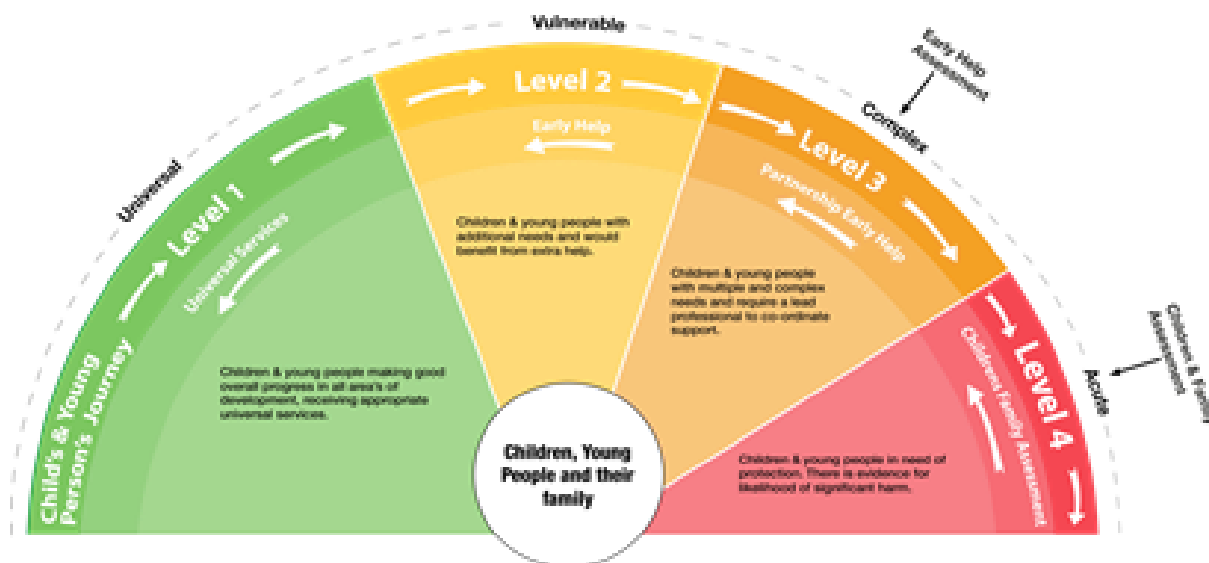 Vulnerable
Early Help
Assessment
Universal
Complex
Level 1
Level 2
Level 3
Early Help
Universal Services
Partnership Early Help
Children & young people with
additional needs and would
benefit from extra help.
Children & young people
with multiple and complex
needs and require a lead
professional to co-ordinate
support.
Children & Family
Assessment
Acute
Level 4
Childrens Family Assessment
Child's & Young
Person's Journey
Children & young people making good
overall progress in all area's of
development, receiving appropriate
universal services.
Children, Young
People and their
family
Children & young people in need of
protection. There is evidence for
likelihood of significant harm.